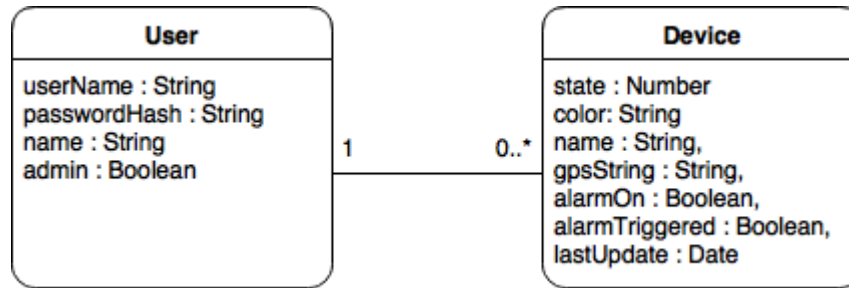 User
userName : String
passwordHash : String
name : String
admin : Boolean
1
0..*
Device
state : Number
color: String
name : String,
gpsString : String,
alarmOn : Boolean,
alarmTriggered : Boolean,
lastUpdate : Date